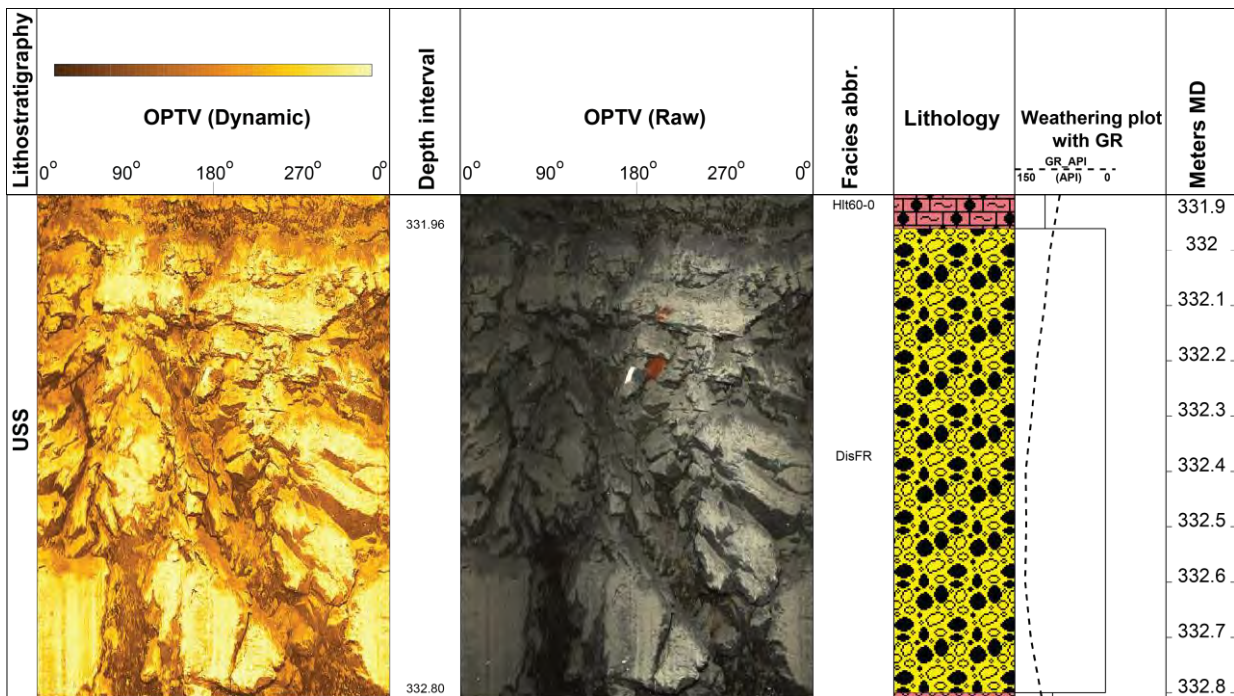 Lithostratigraphy
OPTV (Dynamic)
0° 90° 180° 270° 0°
Depth interval
OPTV (Raw)
0° 90° 180° 270° 0°
Facies abbr.
Lithology
Weathering plot
with GR
GR_API
150 (API) 0
Meters MD
USS
331.96
332.80
Hlt60-0
DisFR
331.9
332
332.1
332.2
332.3
332.4
332.5
332.6
332.7
332.8